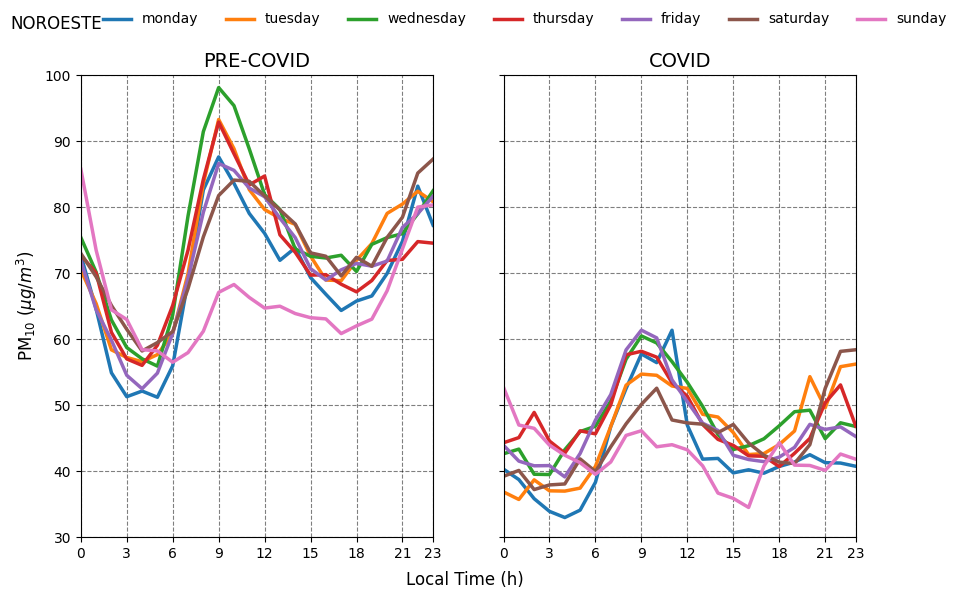 NOROESTE monday tuesday wednesday thursday friday saturday sunday
PRE-COVID COVID
PM₁₀ (μg/m³)
100
90
80
70
60
50
40
30
0 3 6 9 12 15 18 21 23 0 3 6 9 12 15 18 21 23
Local Time (h)